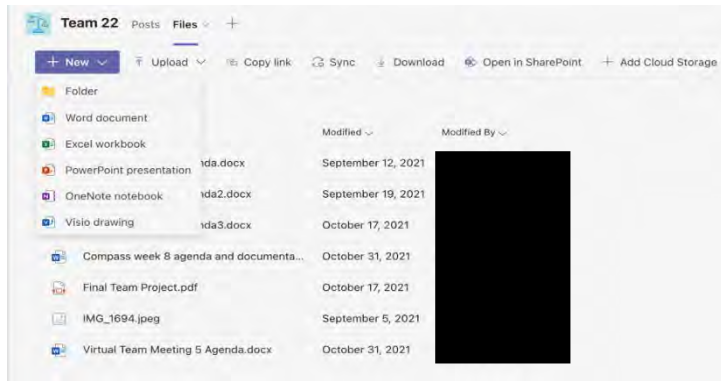 Team 22 Posts Files +
+ New Upload Copy link Sync Download Open in SharePoint + Add Cloud Storage
Folder
Word document
Excel workbook
Modified Modified By
PowerPoint presentation nda.docx September 12, 2021
OneNote notebook nda2.docx September 19, 2021
Visio drawing nda3.docx October 17, 2021
Compass week 8 agenda and documenta... October 31, 2021
Final Team Project.pdf October 17, 2021
IMG_1694.jpeg September 5, 2021
Virtual Team Meeting 5 Agenda.docx October 31, 2021